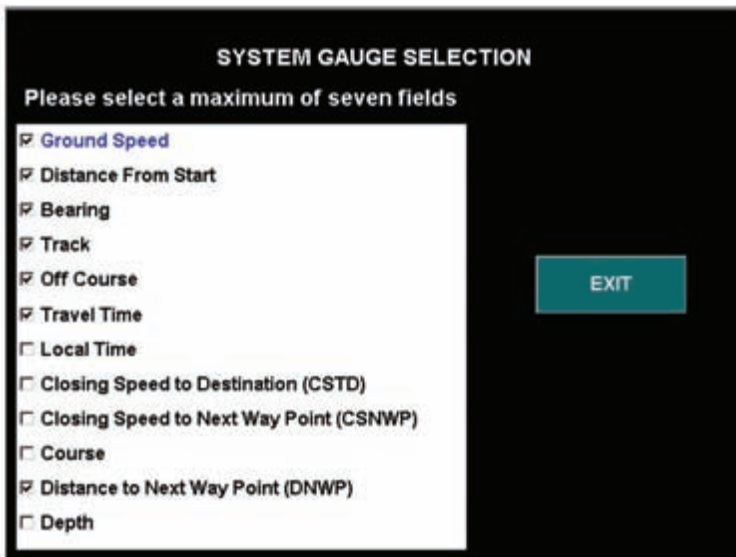 SYSTEM GAUGE SELECTION
Please select a maximum of seven fields
Ground Speed
Distance From Start
Bearing
Track
Off Course
Travel Time
Local Time
Closing Speed to Destination (CSTD)
Closing Speed to Next Way Point (CSNWP)
Course
Distance to Next Way Point (DNWP)
Depth
EXIT